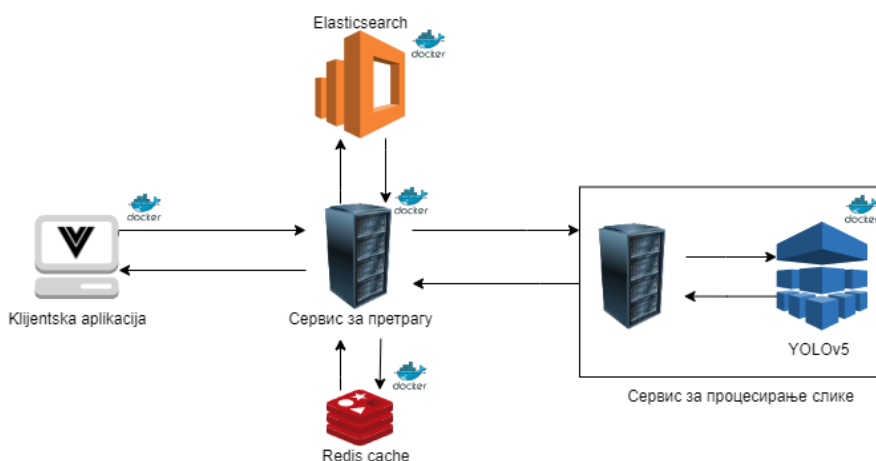 Elasticsearch
docker
docker
docker
Klijentska aplikacija
Сервис за претрагу
docker
YOLOv5
Сервис за процесирање слике
docker
Redis cache